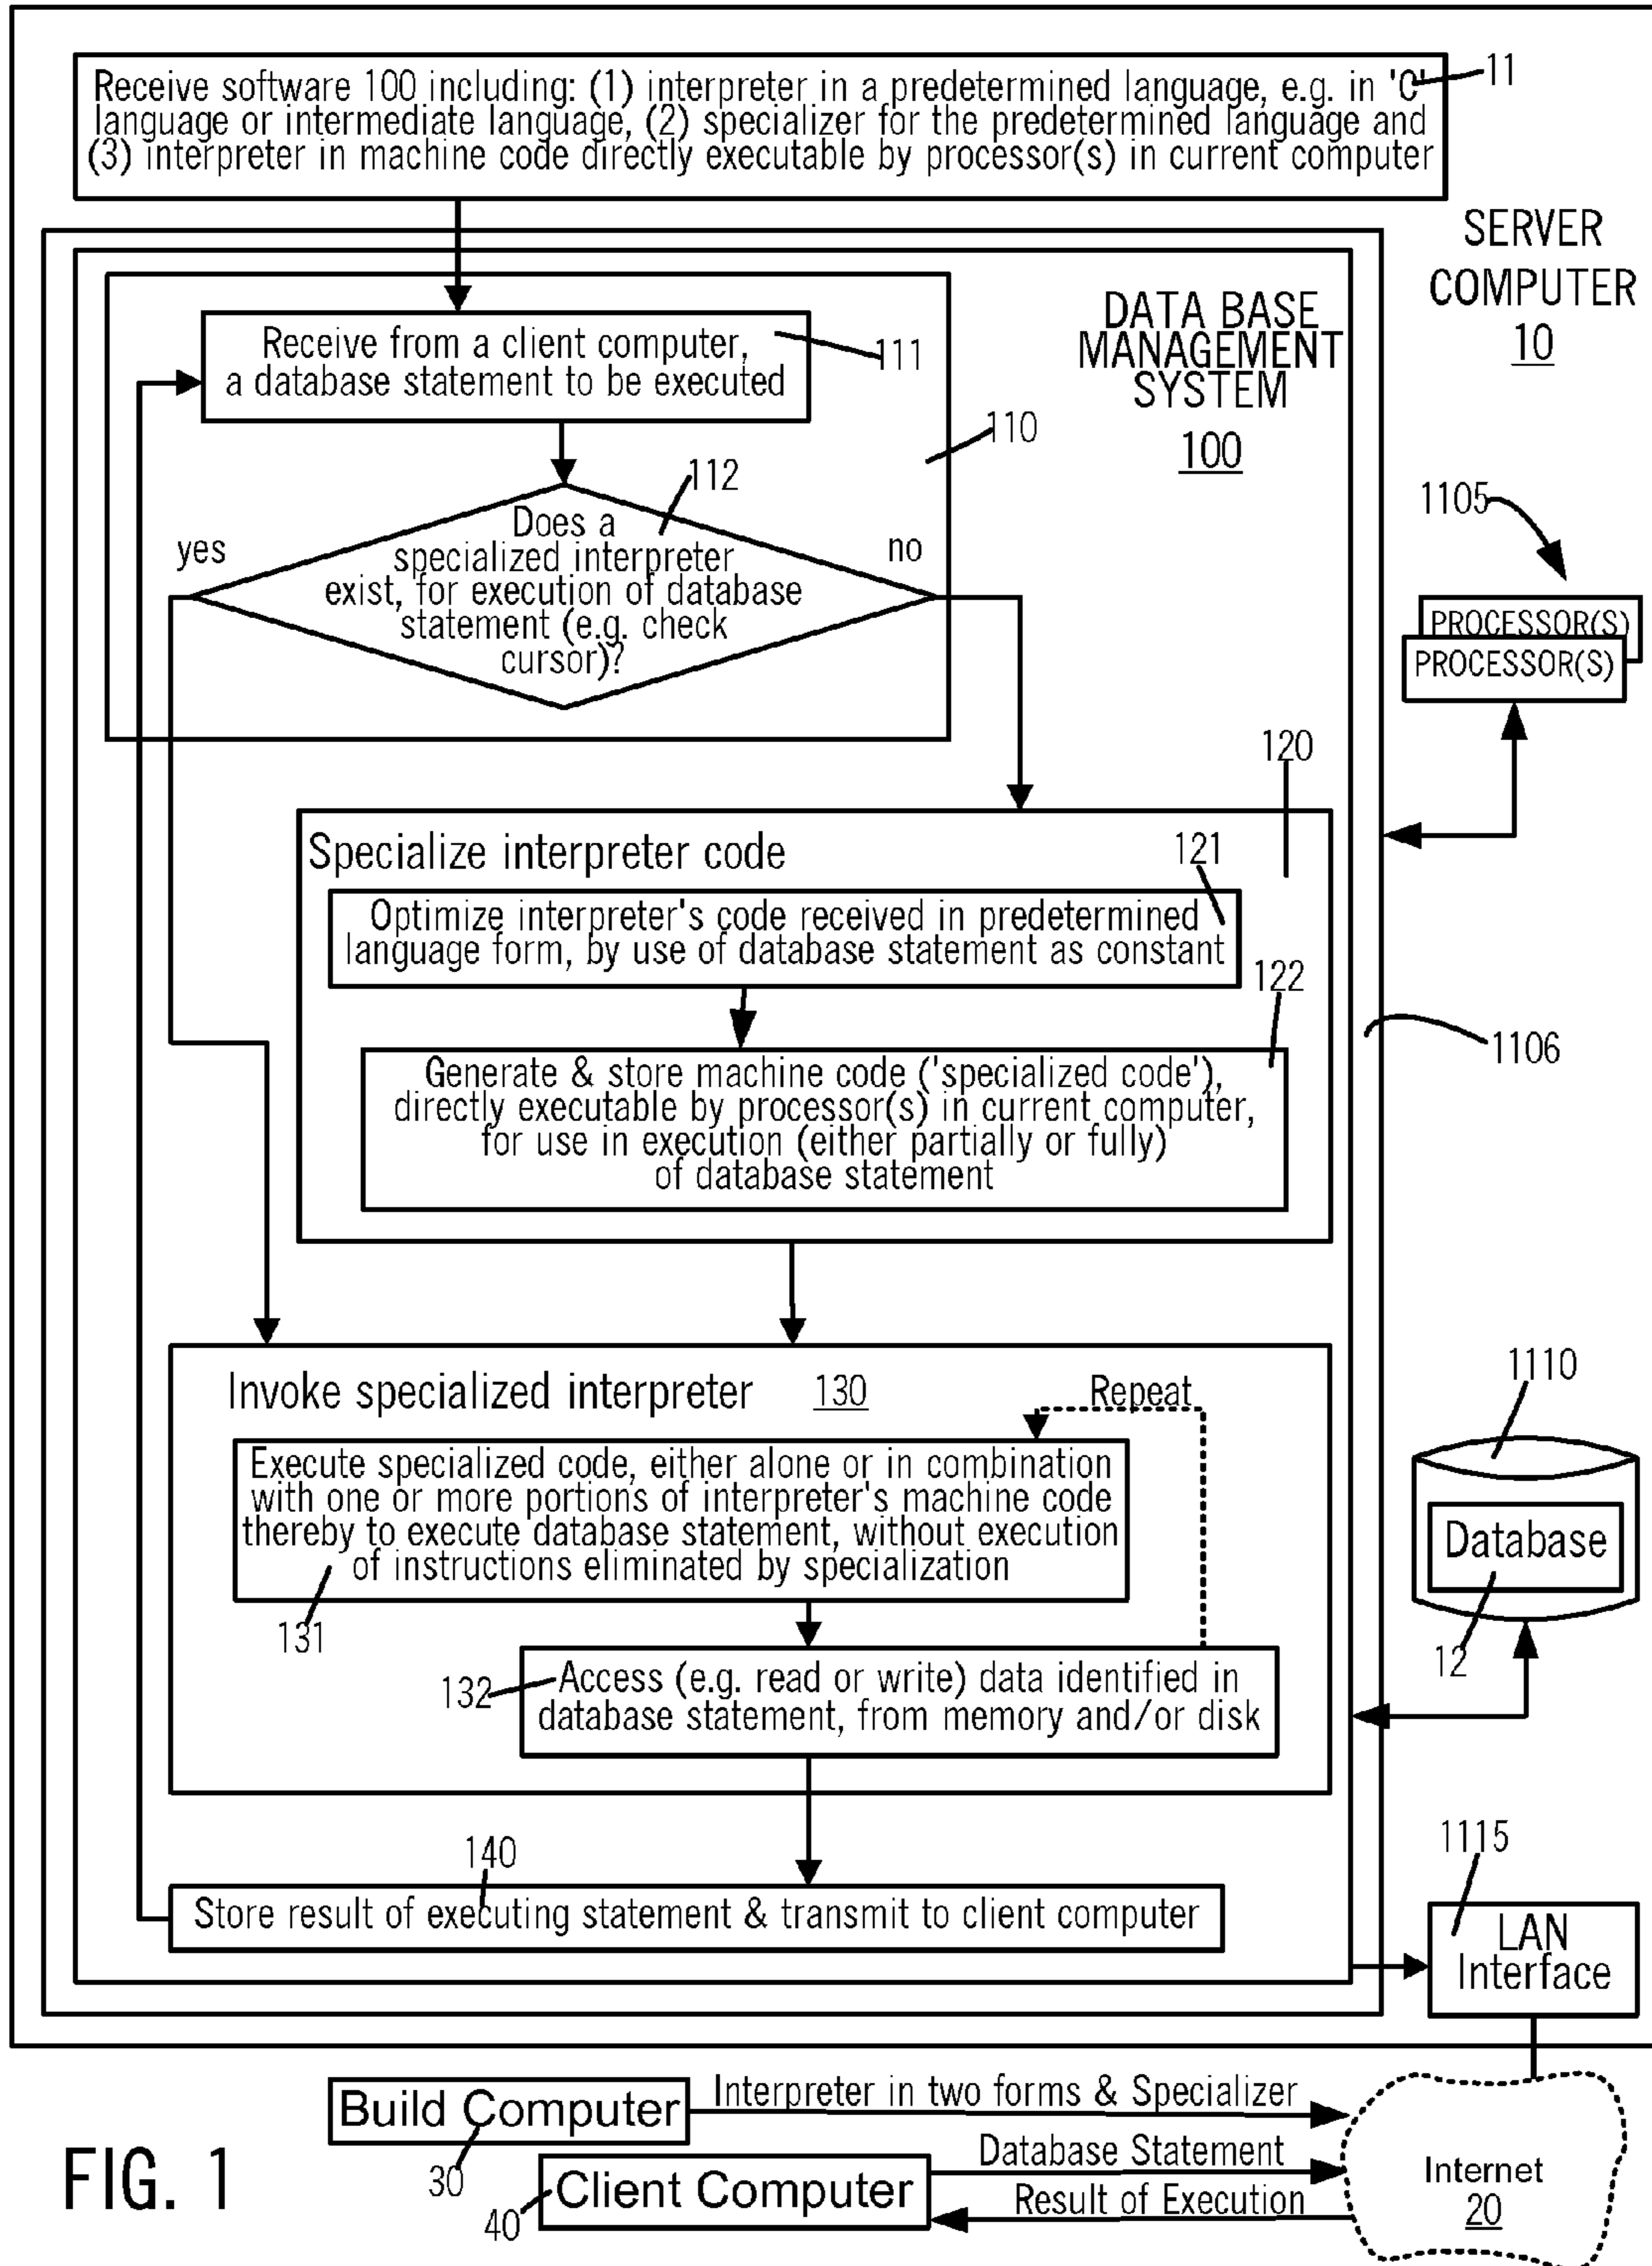 Receive software 100 including: (1) interpreter in a predetermined language, e.g. in 'C'
language or intermediate language, (2) specializer for the predetermined language and
(3) interpreter in machine code directly executable by processor(s) in current computer
11
SERVER
COMPUTER
10
DATA BASE
MANAGEMENT
SYSTEM
100
Receive from a client computer,
a database statement to be executed
111
110
112
Does a
specialized interpreter
exist, for execution of database
statement (e.g. check
cursor)?
yes
no
1105
PROCESSOR(S)
PROCESSOR(S)
120
Specialize interpreter code
121
Optimize interpreter's code received in predetermined
language form, by use of database statement as constant
122
Generate & store machine code ('specialized code'),
directly executable by processor(s) in current computer,
for use in execution (either partially or fully)
of database statement
1106
Invoke specialized interpreter
130
Repeat
Execute specialized code, either alone or in combination
with one or more portions of interpreter's machine code
thereby to execute database statement, without execution
of instructions eliminated by specialization
131
132
Access (e.g. read or write) data identified in
database statement, from memory and/or disk
1110
Database
12
140
Store result of executing statement & transmit to client computer
1115
LAN
Interface
Build Computer
30
Interpreter in two forms & Specializer
Client Computer
40
Database Statement
Result of Execution
Internet
20
FIG. 1